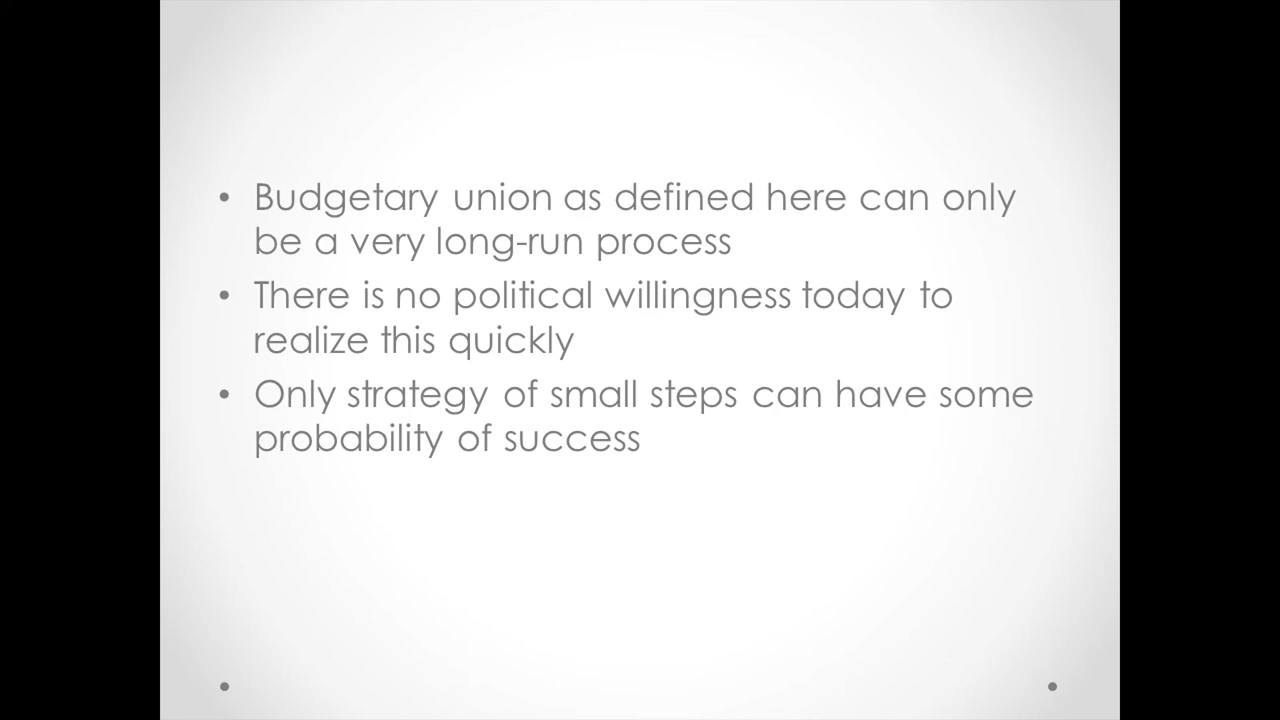 • Budgetary union as defined here can only
be a very long-run process
• There is no political willingness today to
realize this quickly
• Only strategy of small steps can have some
probability of success